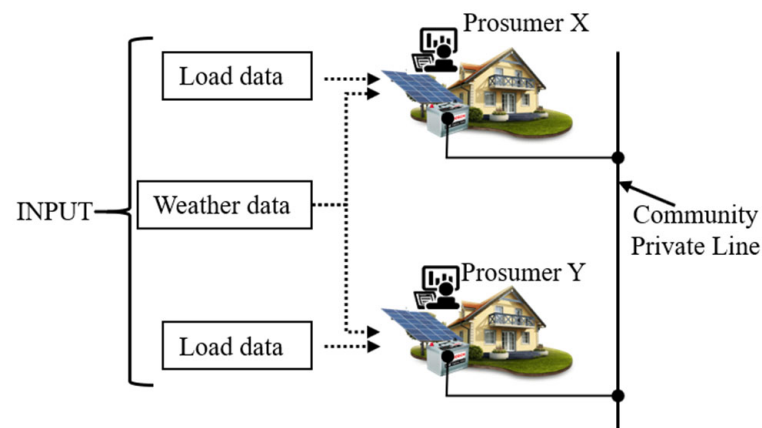 Prosumer X
Load data
Weather data
INPUT
Community
Private Line
Prosumer Y
Load data